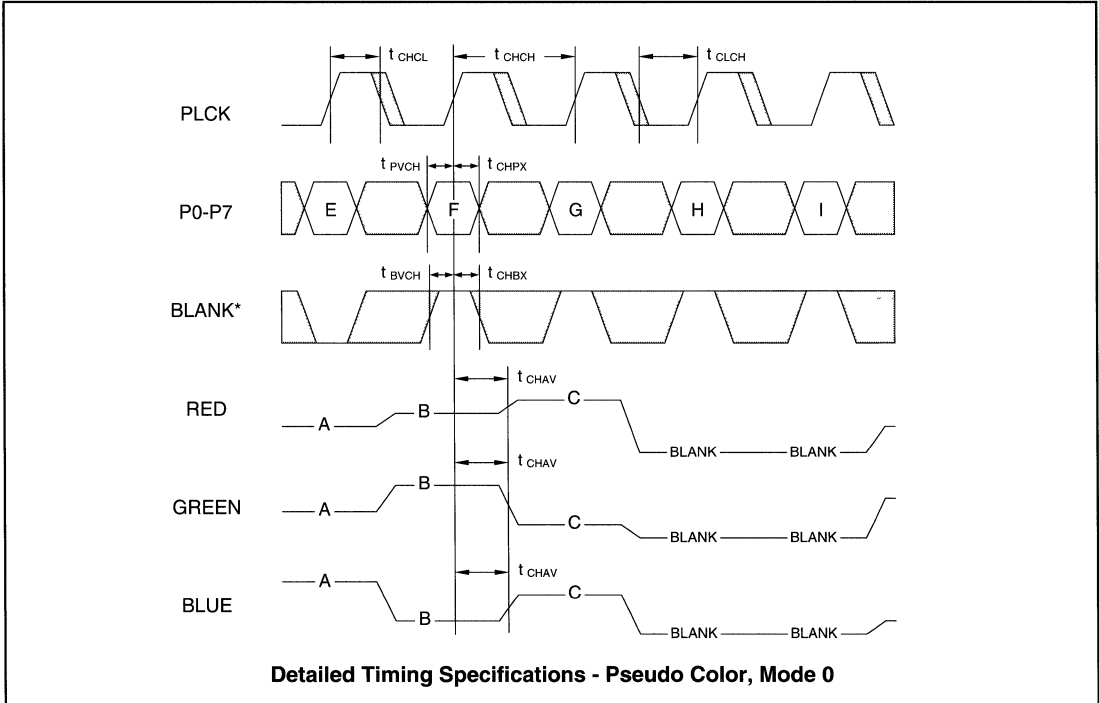 t CHCL
t CHCH
t CLCH
PLCK
t PVCH
t CHPX
P0-P7
E
F
G
H
I
t BVCH
t CHBX
BLANK*
t CHAV
RED
A
B
C
BLANK
BLANK
t CHAV
GREEN
A
B
C
BLANK
BLANK
t CHAV
BLUE
A
B
C
BLANK
BLANK
Detailed Timing Specifications - Pseudo Color, Mode 0